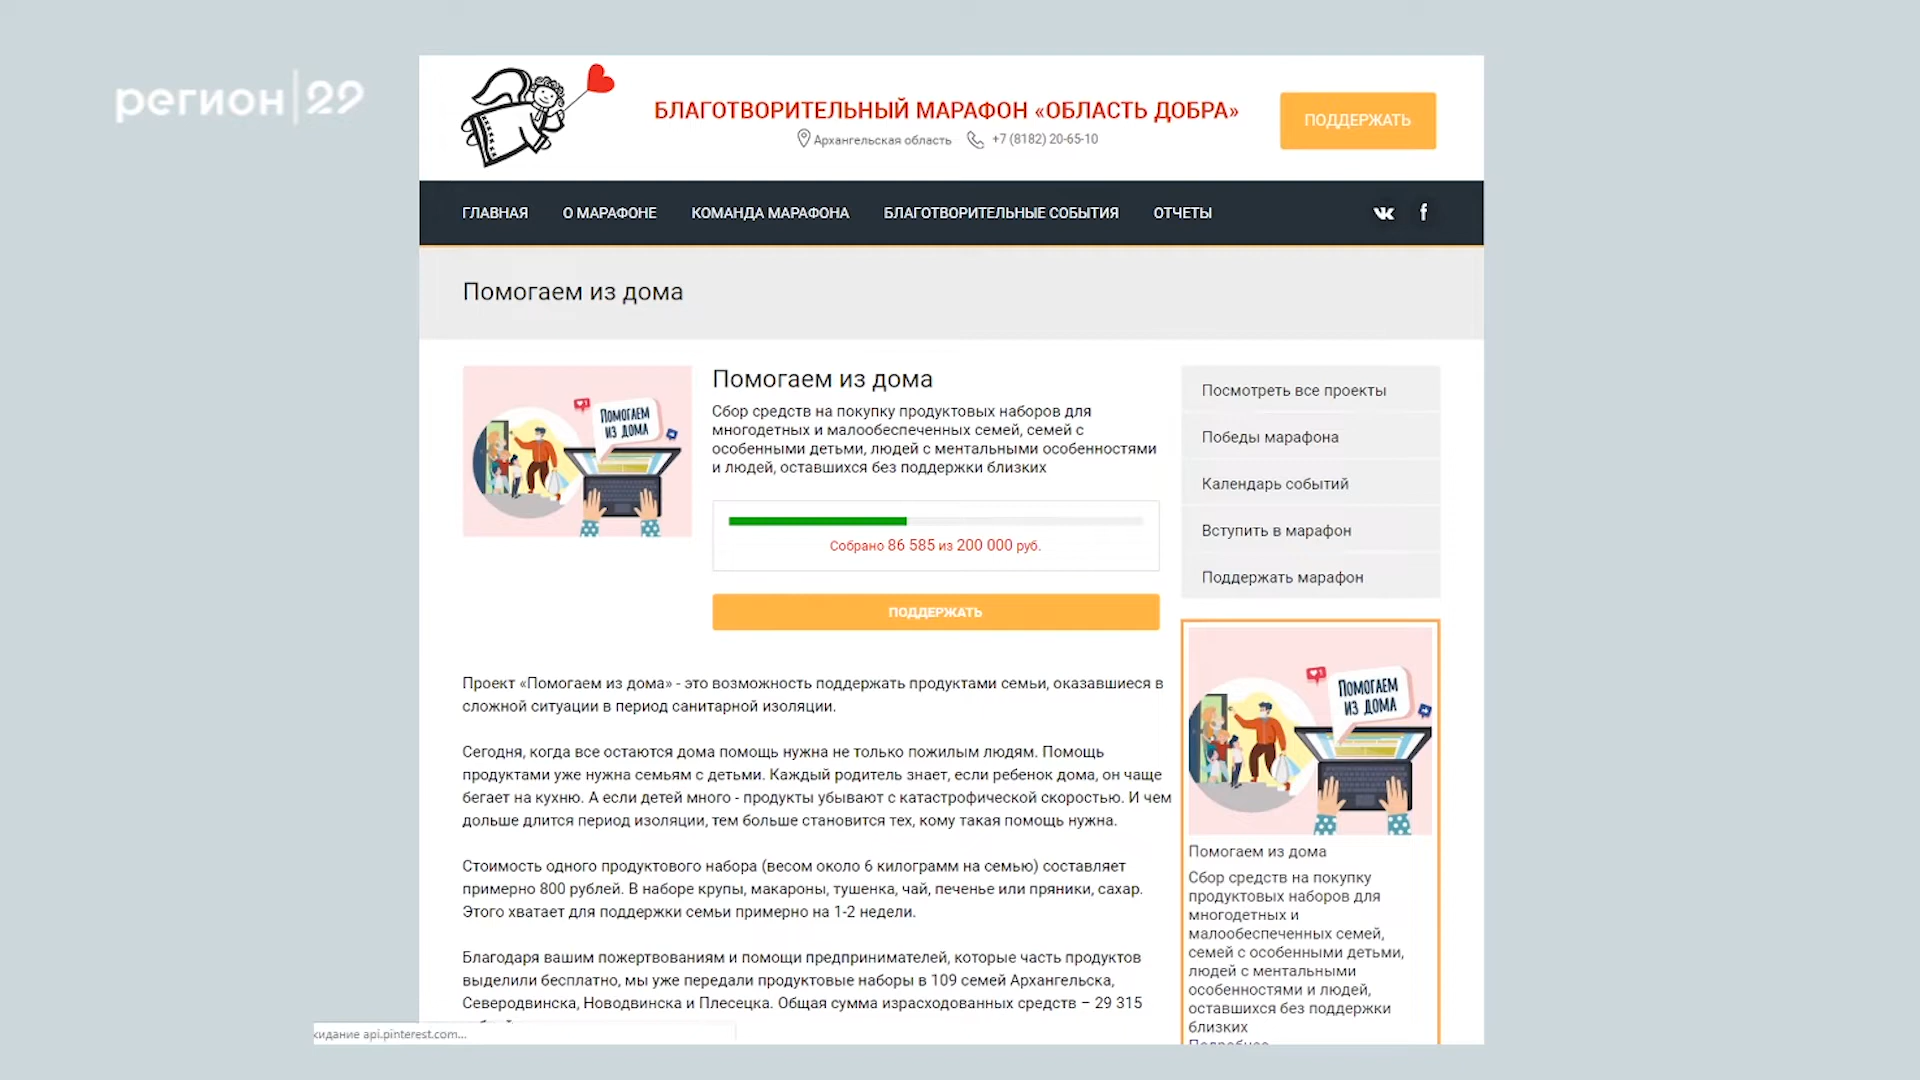 регион|29
БЛАГОТВОРИТЕЛЬНЫЙ МАРАФОН «ОБЛАСТЬ ДОБРА»
Архангельская область +7 (8182) 20-65-10
ПОДДЕРЖАТЬ
ГЛАВНАЯ О МАРАФОНЕ КОМАНДА МАРАФОНА БЛАГОТВОРИТЕЛЬНЫЕ СОБЫТИЯ ОТЧЕТЫ
Помогаем из дома
ПОМОГАЕМ
ИЗ ДОМА
Помогаем из дома
Сбор средств на покупку продуктовых наборов для
многодетных и малообеспеченных семей, семей с
особенными детьми, людей с ментальными особенностями
и людей, оставшихся без поддержки близких
Собрано 86 585 из 200 000 руб.
ПОДДЕРЖАТЬ
Проект «Помогаем из дома» - это возможность поддержать продуктами семьи, оказавшиеся в
сложной ситуации в период санитарной изоляции.
Сегодня, когда все остаются дома помощь нужна не только пожилым людям. Помощь
продуктами уже нужна семьям с детьми. Каждый родитель знает, если ребенок дома, он чаще
бегает на кухню. А если детей много - продукты убывают с катастрофической скоростью. И чем
дольше длится период изоляции, тем больше становится тех, кому такая помощь нужна.
Стоимость одного продуктового набора (весом около 6 килограмм на семью) составляет
примерно 800 рублей. В наборе крупы, макароны, тушенка, чай, печенье или пряники, сахар.
Этого хватает для поддержки семьи примерно на 1-2 недели.
Благодаря вашим пожертвованиям и помощи предпринимателей, которые часть продуктов
выделили бесплатно, мы уже передали продуктовые наборы в 109 семей Архангельска,
Северодвинска, Новодвинска и Плесецка. Общая сумма израсходованных средств – 29 315
Посмотреть все проекты
Победы марафона
Календарь событий
Вступить в марафон
Поддержать марафон
ПОМОГАЕМ
ИЗ ДОМА
Помогаем из дома
Сбор средств на покупку
продуктовых наборов для
многодетных и
малообеспеченных семей,
семей с особенными детьми,
людей с ментальными
особенностями и людей,
оставшихся без поддержки
близких
Подробнее
жидание api.pinterest.com...